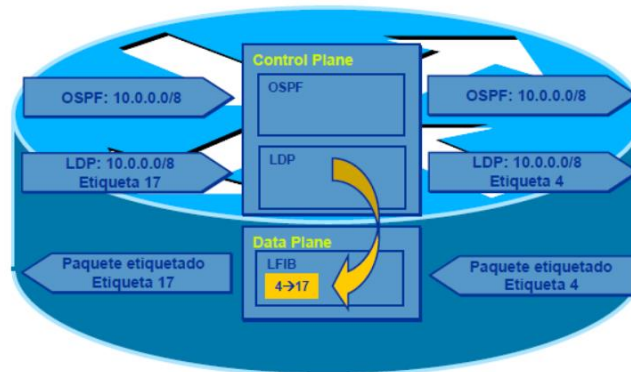 Control Plane
OSPF
OSPF: 10.0.0.0/8
OSPF: 10.0.0.0/8
LDP: 10.0.0.0/8
Etiqueta 17
LDP
LDP: 10.0.0.0/8
Etiqueta 4
Data Plane
Paquete etiquetado
Etiqueta 17
LFIB
4→17
Paquete etiquetado
Etiqueta 4